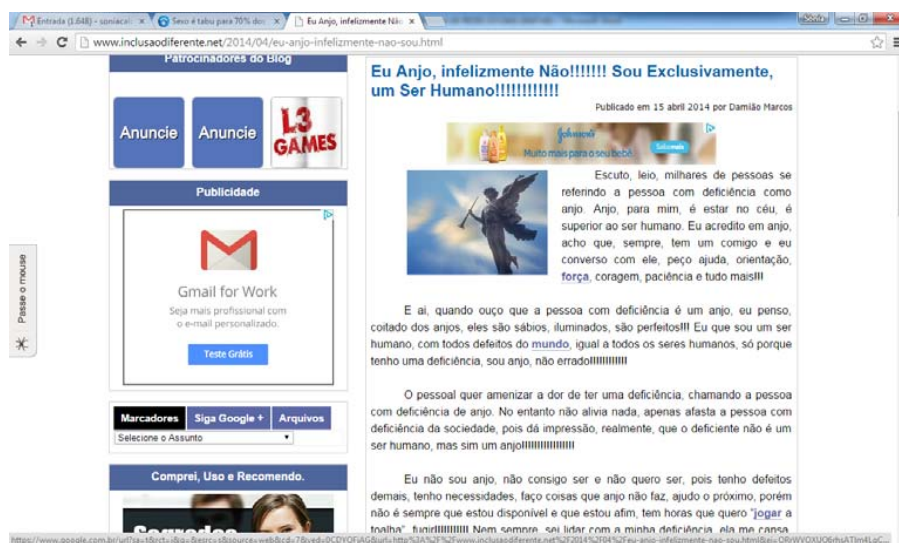 Entrada (1.648) - soniacal
Sexo é tabu para 70% dos
Eu Anjo, infelizmente Não
Sonia
www.inclusaodiferente.net/2014/04/eu-anjo-infelizmente-nao-sou.html
Passe o mouse
Patrocinadores do Blog
Anuncie
Anuncie
L3 GAMES
Publicidade
Gmail for Work
Seja mais profissional com
o e-mail personalizado.
Teste Grátis
Marcadores
Siga Google +
Arquivos
Selecione o Assunto
Comprei, Uso e Recomendo.
Eu Anjo, infelizmente Não!!!!!!! Sou Exclusivamente,
um Ser Humano!!!!!!!!!!!!
Publicado em 15 abril 2014 por Damião Marcos
Johnson's
Muito mais para o seu bebê.
Saiba mais
Escuto, leio, milhares de pessoas se
referindo a pessoa com deficiência como
anjo. Anjo, para mim, é estar no céu, é
superior ao ser humano. Eu acredito em anjo,
acho que, sempre, tem um comigo e eu
converso com ele, peço ajuda, orientação,
força, coragem, paciência e tudo mais!!!!
E ai, quando ouço que a pessoa com deficiência é um anjo, eu penso,
coitado dos anjos, eles são sábios, iluminados, são perfeitos!!! Eu que sou um ser
humano, com todos defeitos do mundo, igual a todos os seres humanos, só porque
tenho uma deficiência, sou anjo, não errado!!!!!!!!!!!!!
O pessoal quer amenizar a dor de ter uma deficiência, chamando a pessoa
com deficiência de anjo. No entanto não alivia nada, apenas afasta a pessoa com
deficiência da sociedade, pois dá impressão, realmente, que o deficiente não é um
ser humano, mas sim um anjo!!!!!!!!!!!!!!!!!!
Eu não sou anjo, não consigo ser e não quero ser, pois tenho defeitos
demais, tenho necessidades, faço coisas que anjo não faz, ajudo o próximo, porém
não é sempre que estou disponível e que estou afim, tem horas que quero "jogar a
toalha", fugir!!!!!!!!!! Nem sempre, sei lidar com a minha deficiência, ela me cansa,